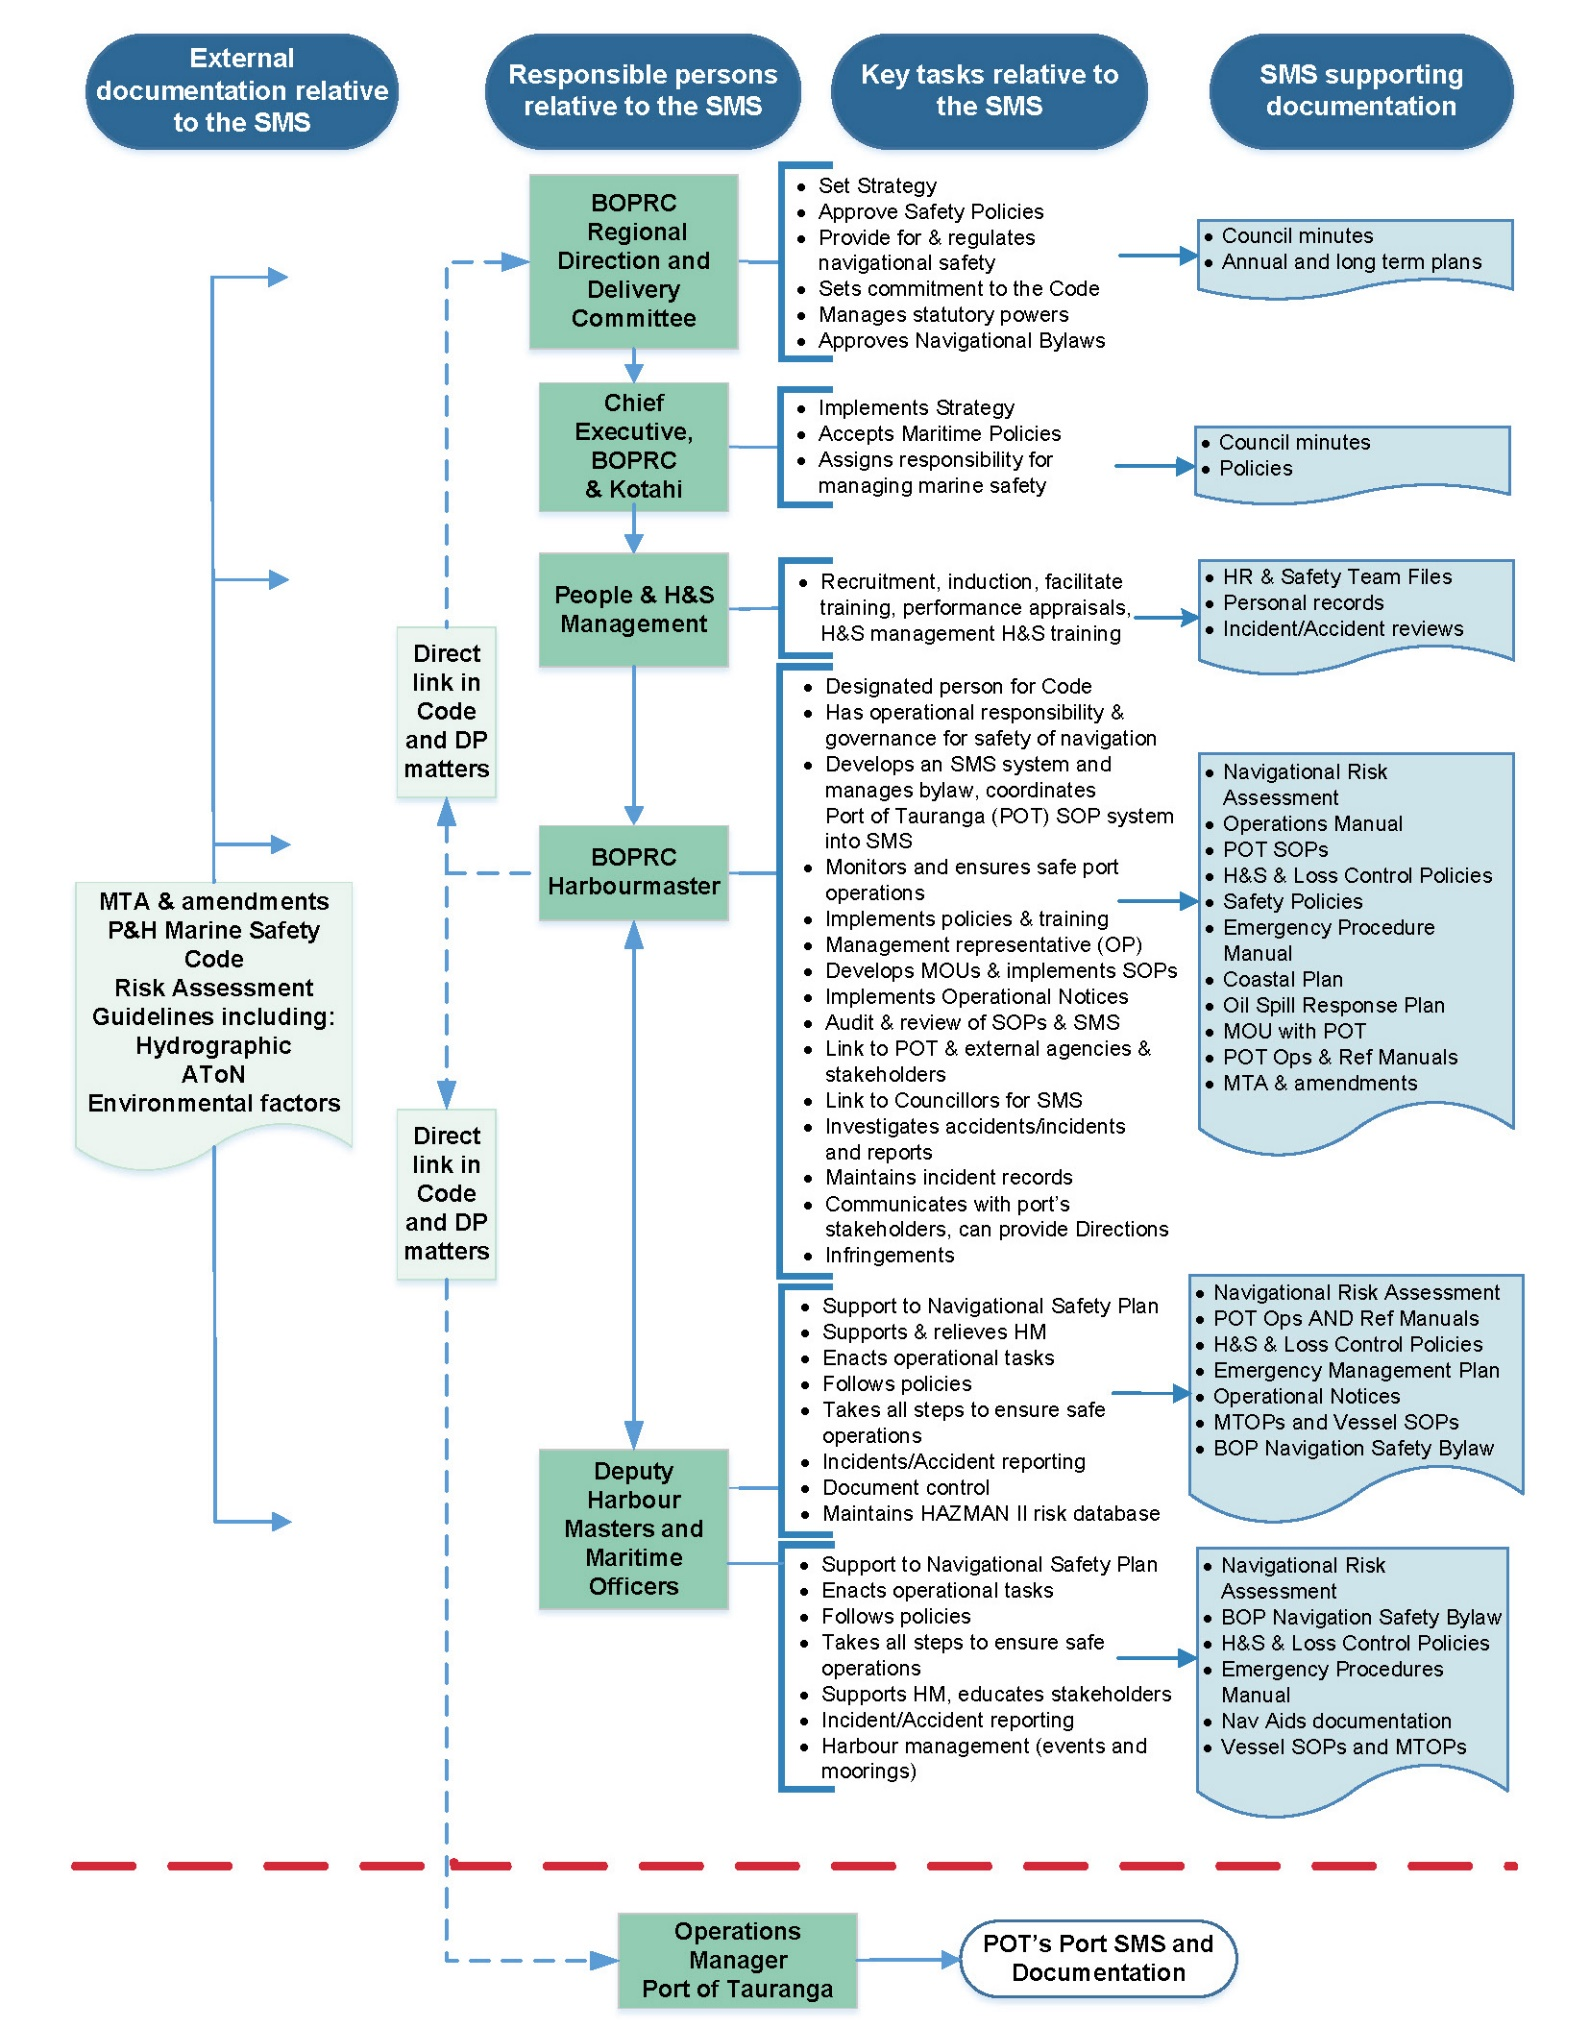 External
documentation relative
to the SMS
Responsible persons
relative to the SMS
Key tasks relative to
the SMS
SMS supporting
documentation
BOPRC
Regional
Direction and
Delivery
Committee
• Set Strategy
• Approve Safety Policies
• Provide for & regulates
navigational safety
• Sets commitment to the Code
• Manages statutory powers
• Approves Navigational Bylaws
• Council minutes
• Annual and long term plans
Chief
Executive,
BOPRC
& Kotahi
• Implements Strategy
• Accepts Maritime Policies
• Assigns responsibility for
managing marine safety
• Council minutes
• Policies
People & H&S
Management
• Recruitment, induction, facilitate
training, performance appraisals,
H&S management H&S training
• HR & Safety Team Files
• Personal records
• Incident/Accident reviews
Direct
link in
Code
and DP
matters
BOPRC
Harbourmaster
• Designated person for Code
• Has operational responsibility &
governance for safety of navigation
• Develops an SMS system and
manages bylaw, coordinates
Port of Tauranga (POT) SOP system
into SMS
• Monitors and ensures safe port
operations
• Implements policies & training
• Management representative (OP)
• Develops MOUs & implements SOPs
• Implements Operational Notices
• Audit & review of SOPs & SMS
• Link to POT & external agencies &
stakeholders
• Link to Councillors for SMS
• Investigates accidents/incidents
and reports
• Maintains incident records
• Communicates with port's
stakeholders, can provide Directions
• Infringements
• Navigational Risk
Assessment
• Operations Manual
• POT SOPs
• H&S & Loss Control Policies
• Safety Policies
• Emergency Procedure
Manual
• Coastal Plan
• Oil Spill Response Plan
• MOU with POT
• POT Ops & Ref Manuals
• MTA & amendments
MTA & amendments
P&H Marine Safety
Code
Risk Assessment
Guidelines including:
Hydrographic
AToN
Environmental factors
Direct
link in
Code
and DP
matters
Deputy
Harbour
Masters and
Maritime
Officers
• Support to Navigational Safety Plan
• Supports & relieves HM
• Enacts operational tasks
• Follows policies
• Takes all steps to ensure safe
operations
• Incidents/Accident reporting
• Document control
• Maintains HAZMAN II risk database
• Navigational Risk Assessment
• POT Ops AND Ref Manuals
• H&S & Loss Control Policies
• Emergency Management Plan
• Operational Notices
• MTOPs and Vessel SOPs
• BOP Navigation Safety Bylaw
• Support to Navigational Safety Plan
• Enacts operational tasks
• Follows policies
• Takes all steps to ensure safe
operations
• Supports HM, educates stakeholders
• Incident/Accident reporting
• Harbour management (events and
moorings)
• Navigational Risk
Assessment
• BOP Navigation Safety Bylaw
• H&S & Loss Control Policies
• Emergency Procedures
Manual
• Nav Aids documentation
• Vessel SOPs and MTOPs
Operations
Manager
Port of Tauranga
POT's Port SMS and
Documentation